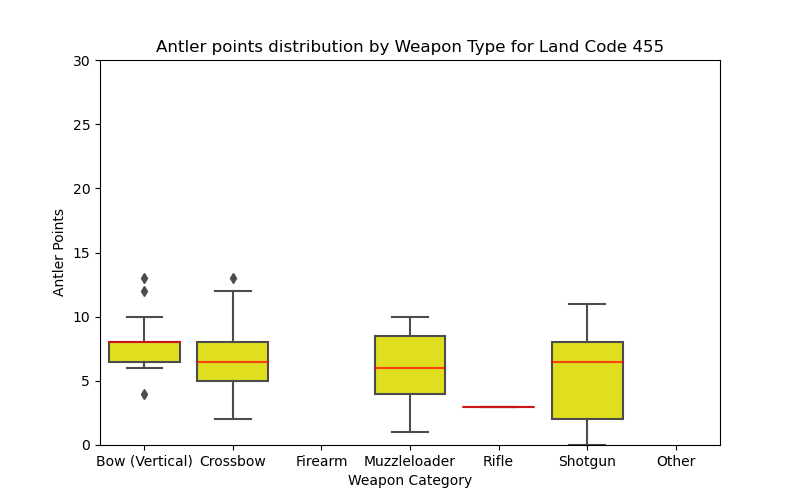 Antler points distribution by Weapon Type for Land Code 455
30
25
20
15
10
5
0
Antler Points
Bow (Vertical) Crossbow Firearm Muzzleloader Rifle Shotgun Other
Weapon Category